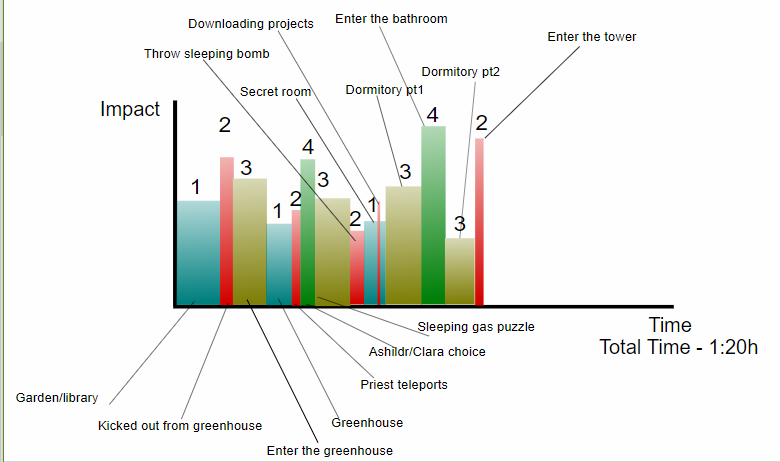 Enter the bathroom
Downloading projects
Enter the tower
Throw sleeping bomb
Dormitory pt2
Secret room
Dormitory pt1
Impact
2
4
2
4
3
3
3
1
2
1
1
2
3
Sleeping gas puzzle
Time
Total Time - 1:20h
Ashildr/Clara choice
Priest teleports
Garden/library
Greenhouse
Kicked out from greenhouse
Enter the greenhouse